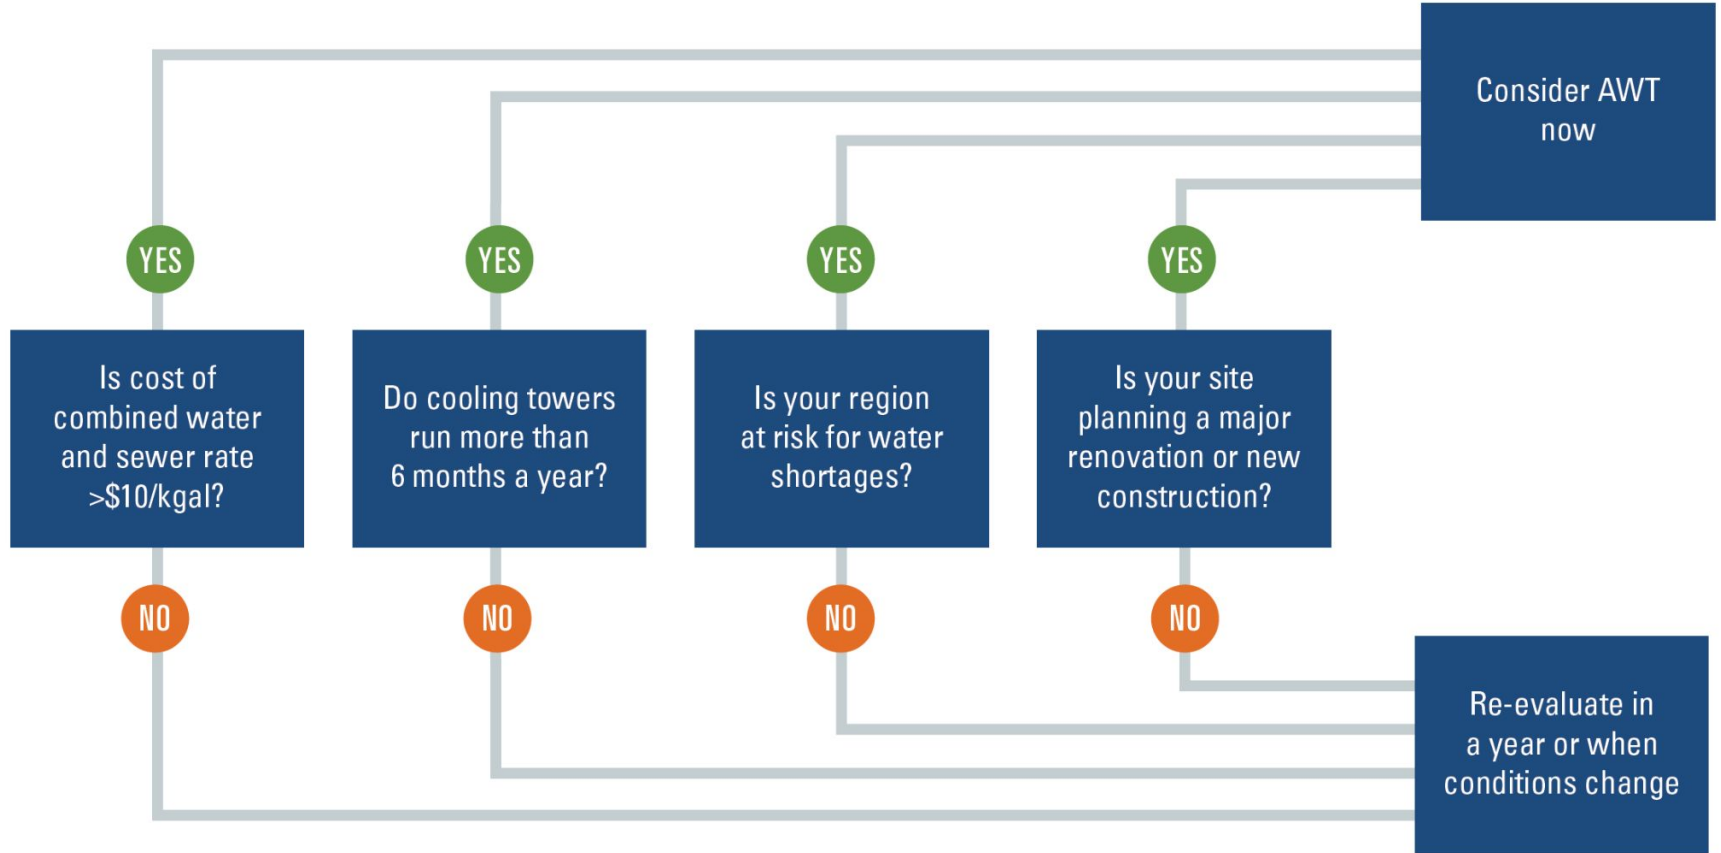 Consider AWT
now
YES
YES
YES
YES
Is cost of
combined water
and sewer rate
>$10/kgal?
Do cooling towers
run more than
6 months a year?
Is your region
at risk for water
shortages?
Is your site
planning a major
renovation or new
construction?
NO
NO
NO
NO
Re-evaluate in
a year or when
conditions change